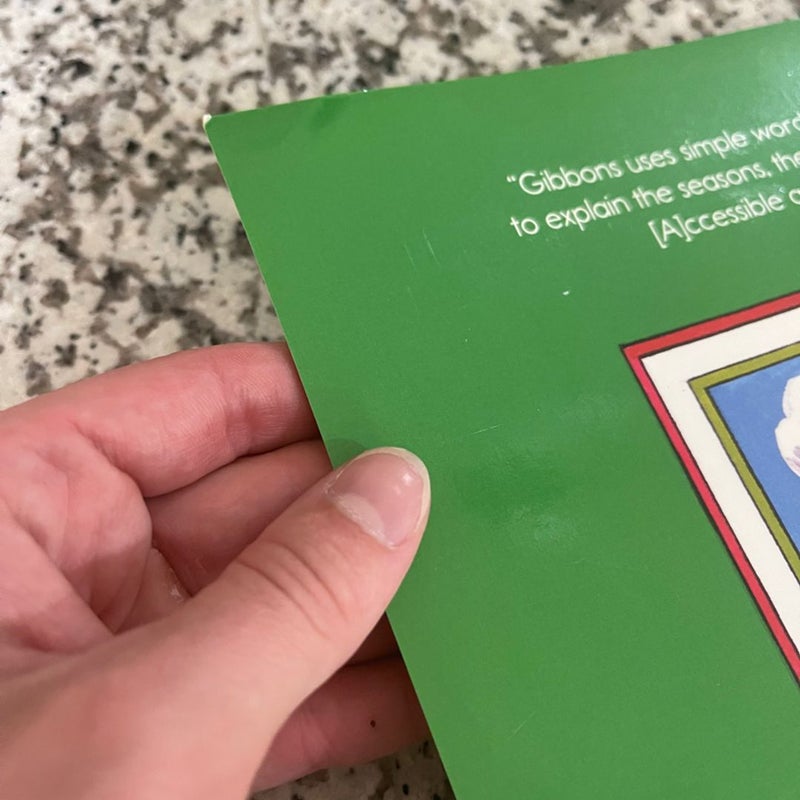 "Gibbons uses simple word
to explain the seasons, the
[A]ccessible a